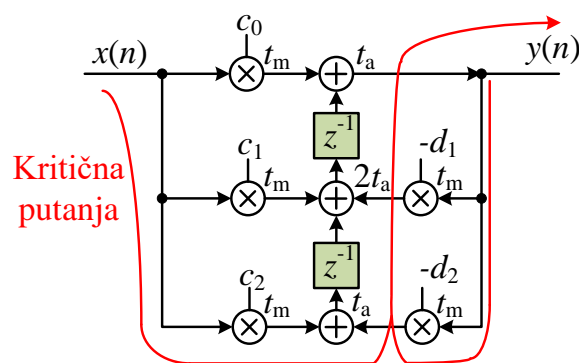 c₀
x(n) tₘ tₐ y(n)
z⁻¹
Kritična
putanja
c₁ -d₁
tₘ 2tₐ tₘ
z⁻¹
c₂ -d₂
tₘ tₐ tₘ